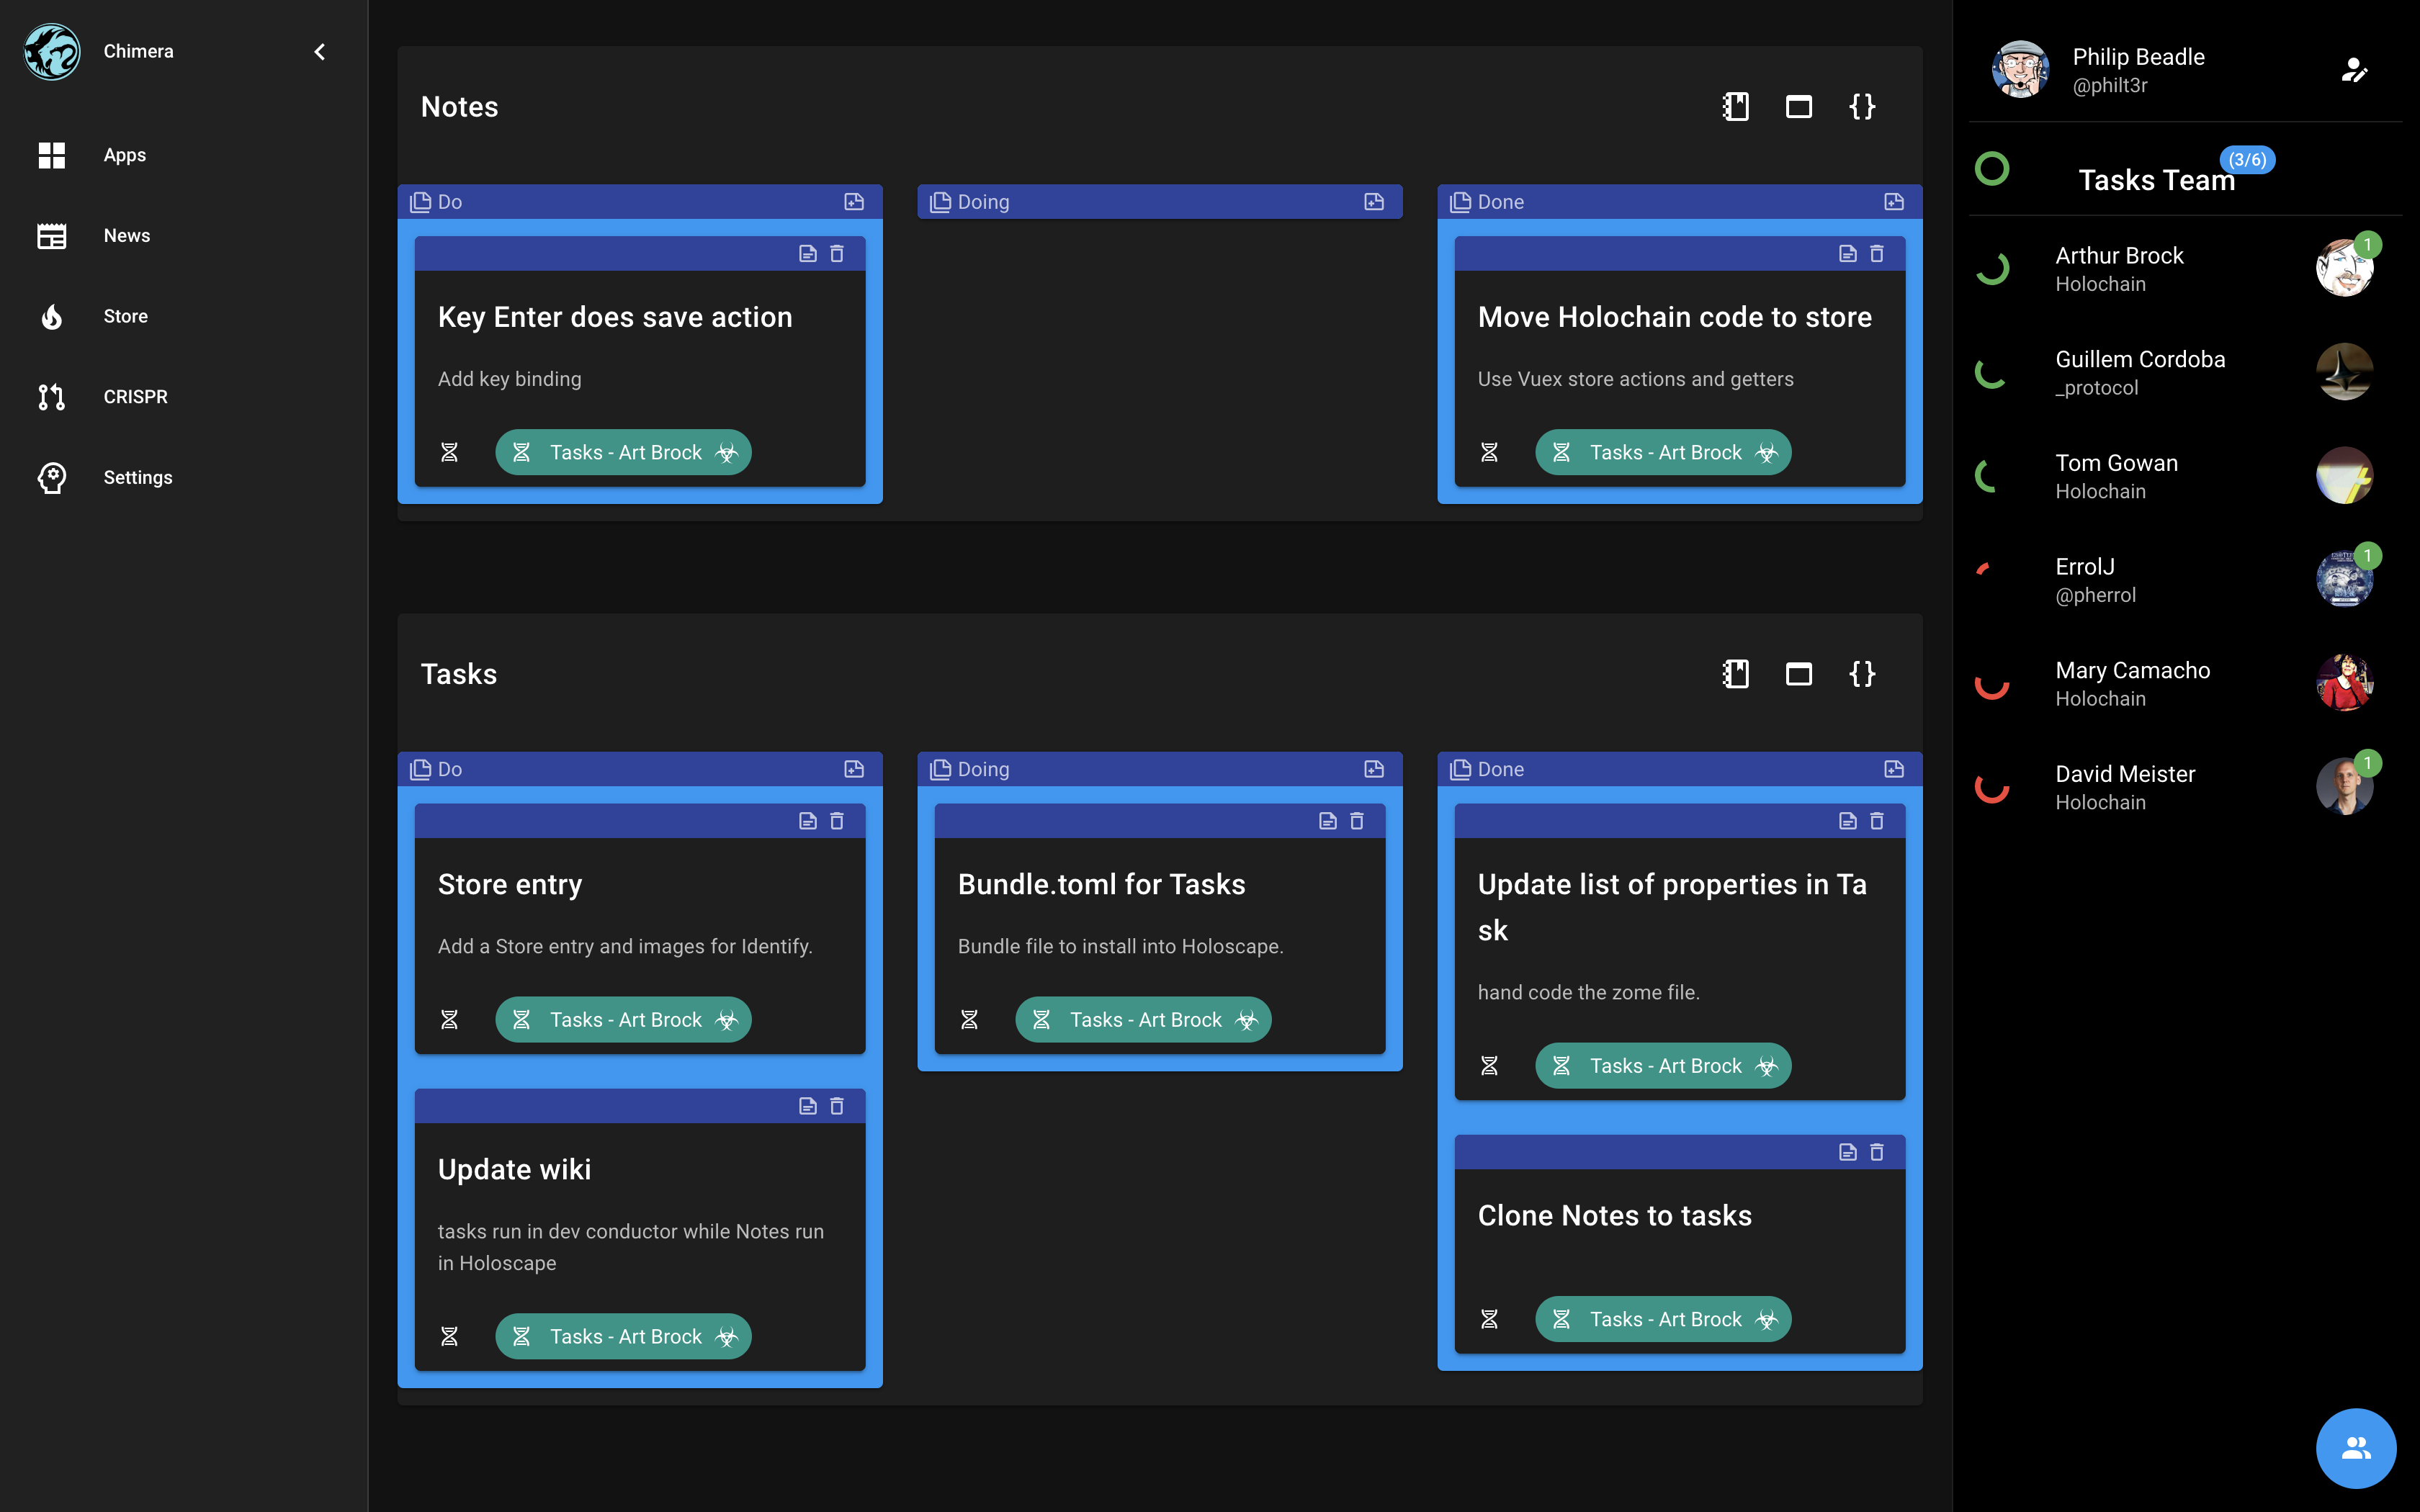 Chimera
Apps
News
Store
CRISPR
Settings
Notes
{}
Do
Doing
Done
Key Enter does save action
Add key binding
Tasks - Art Brock
Move Holochain code to store
Use Vuex store actions and getters
Tasks - Art Brock
Tasks
{}
Do
Doing
Done
Store entry
Add a Store entry and images for Identify.
Tasks - Art Brock
Update wiki
tasks run in dev conductor while Notes run
in Holoscape
Tasks - Art Brock
Bundle.toml for Tasks
Bundle file to install into Holoscape.
Tasks - Art Brock
Update list of properties in Ta
sk
hand code the zome file.
Tasks - Art Brock
Clone Notes to tasks
Tasks - Art Brock
Philip Beadle
@philt3r
Tasks Team
(3/6)
Arthur Brock
Holochain
1
Guillem Cordoba
_protocol
Tom Gowan
Holochain
ErrolJ
@pherrol
1
Mary Camacho
Holochain
David Meister
Holochain
1